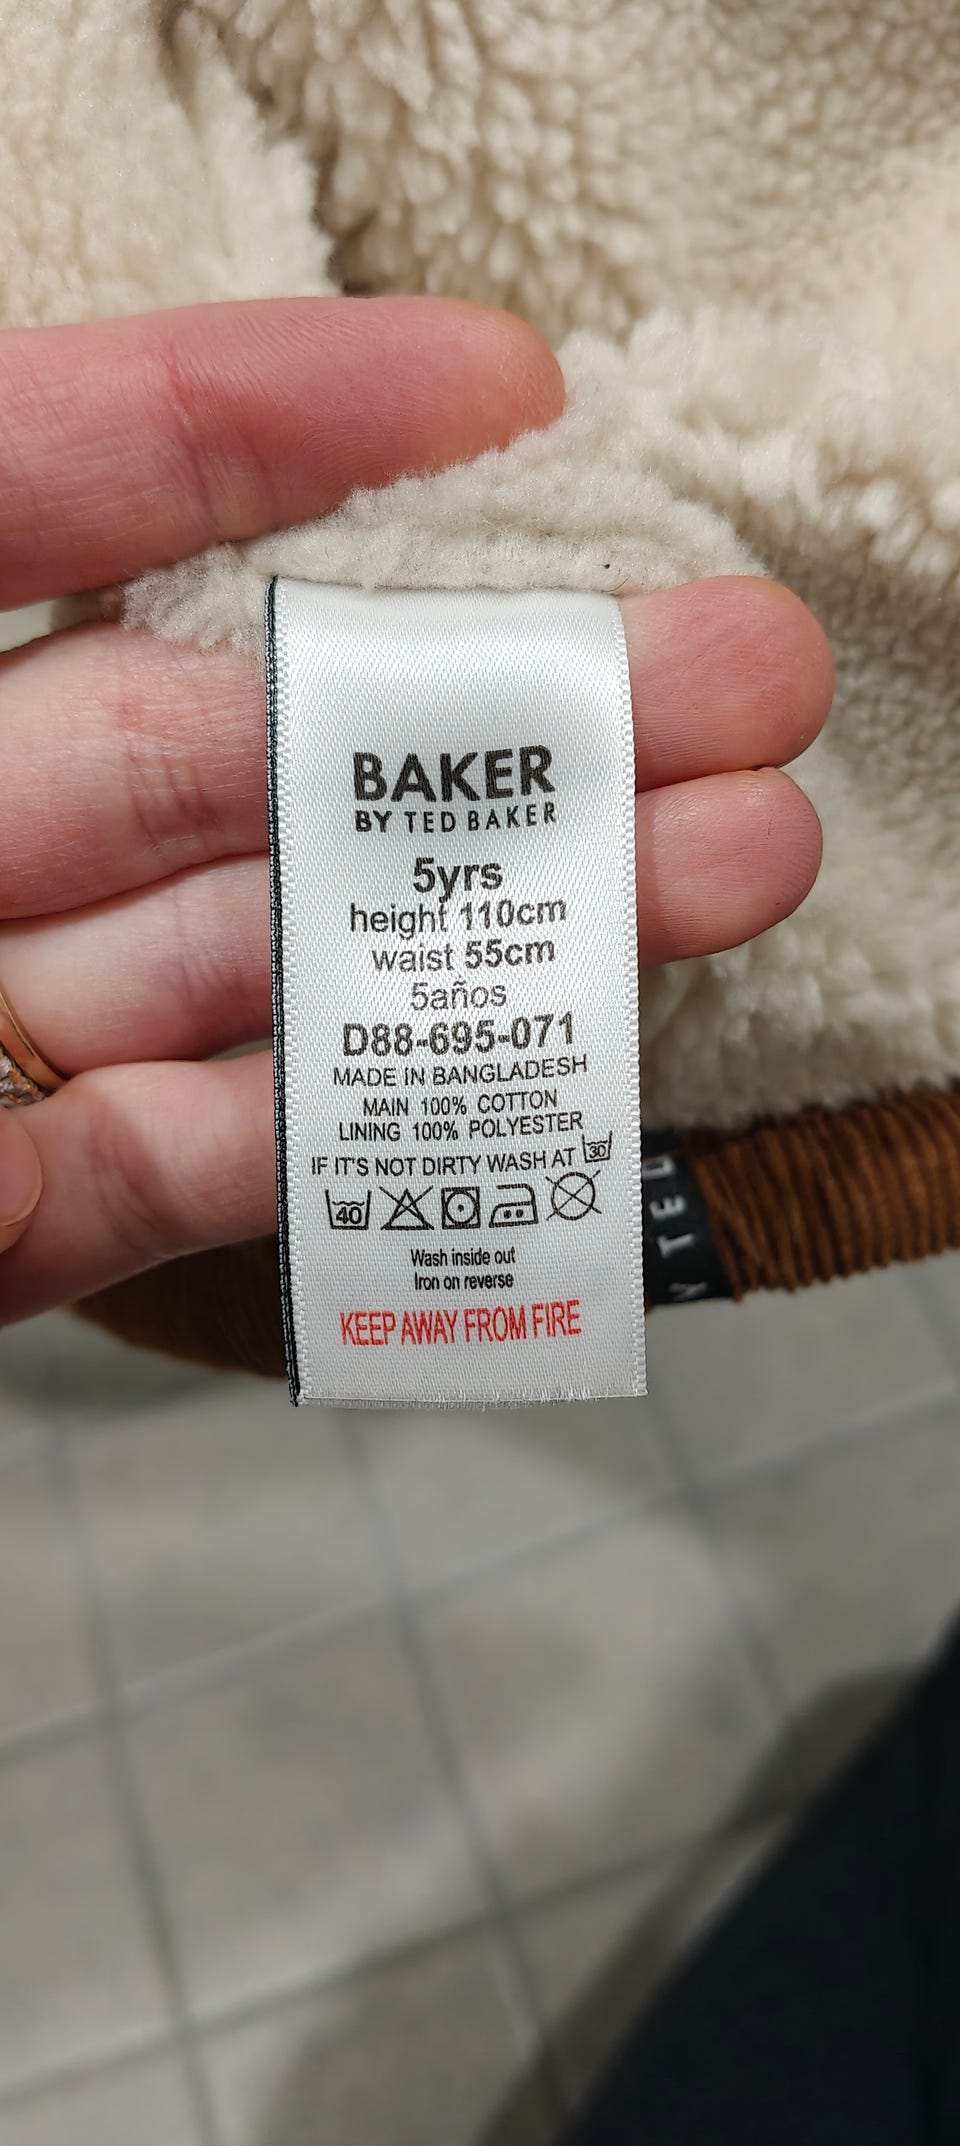 BAKER
BY TED BAKER
5yrs
height 110cm
waist 55cm
5años
D88-695-071
MADE IN BANGLADESH
MAIN 100% COTTON
LINING 100% POLYESTER
IF IT'S NOT DIRTY WASH AT 30
40
Wash inside out
Iron on reverse
KEEP AWAY FROM FIRE
Y TED